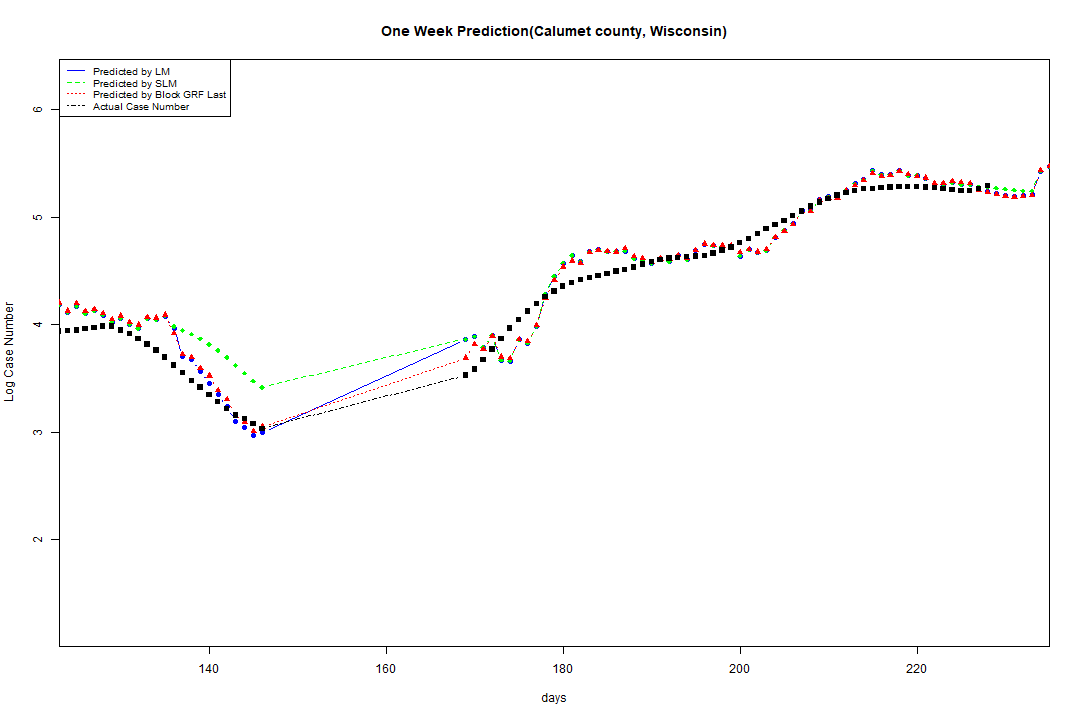 One Week Prediction(Calumet county, Wisconsin)
Predicted by LM
Predicted by SLM
Predicted by Block GRF Last
Actual Case Number
6
5
4
3
2
Log Case Number
140 160 180 200 220
days